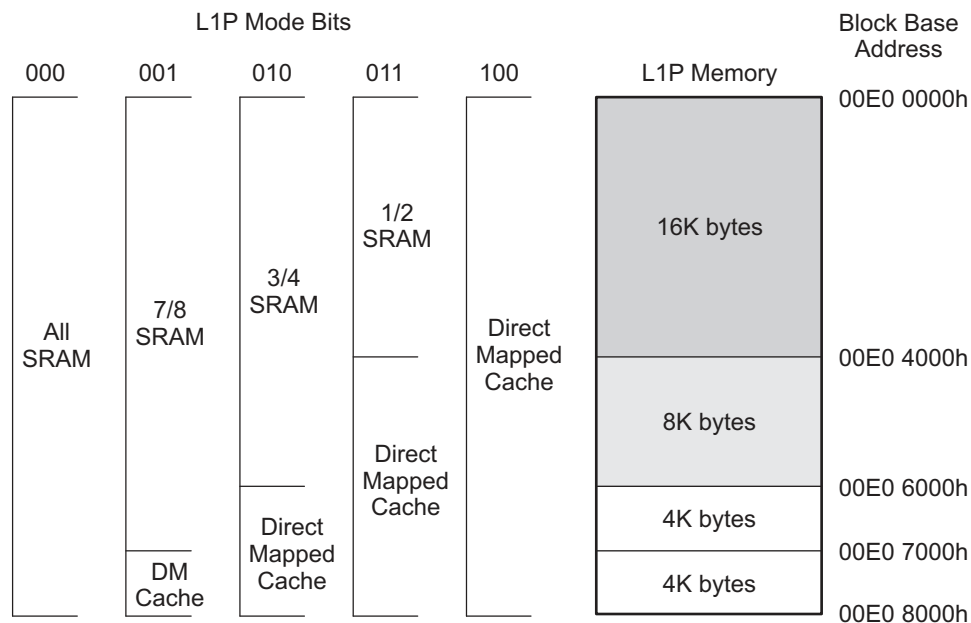 L1P Mode Bits
Block Base
Address
000 001 010 011 100 L1P Memory
00E0 0000h
1/2
SRAM
16K bytes
3/4
SRAM
7/8
SRAM
All
SRAM
Direct
Mapped
Cache
00E0 4000h
8K bytes
Direct
Mapped
Cache
00E0 6000h
4K bytes
Direct
Mapped
Cache
00E0 7000h
DM
Cache
4K bytes
00E0 8000h